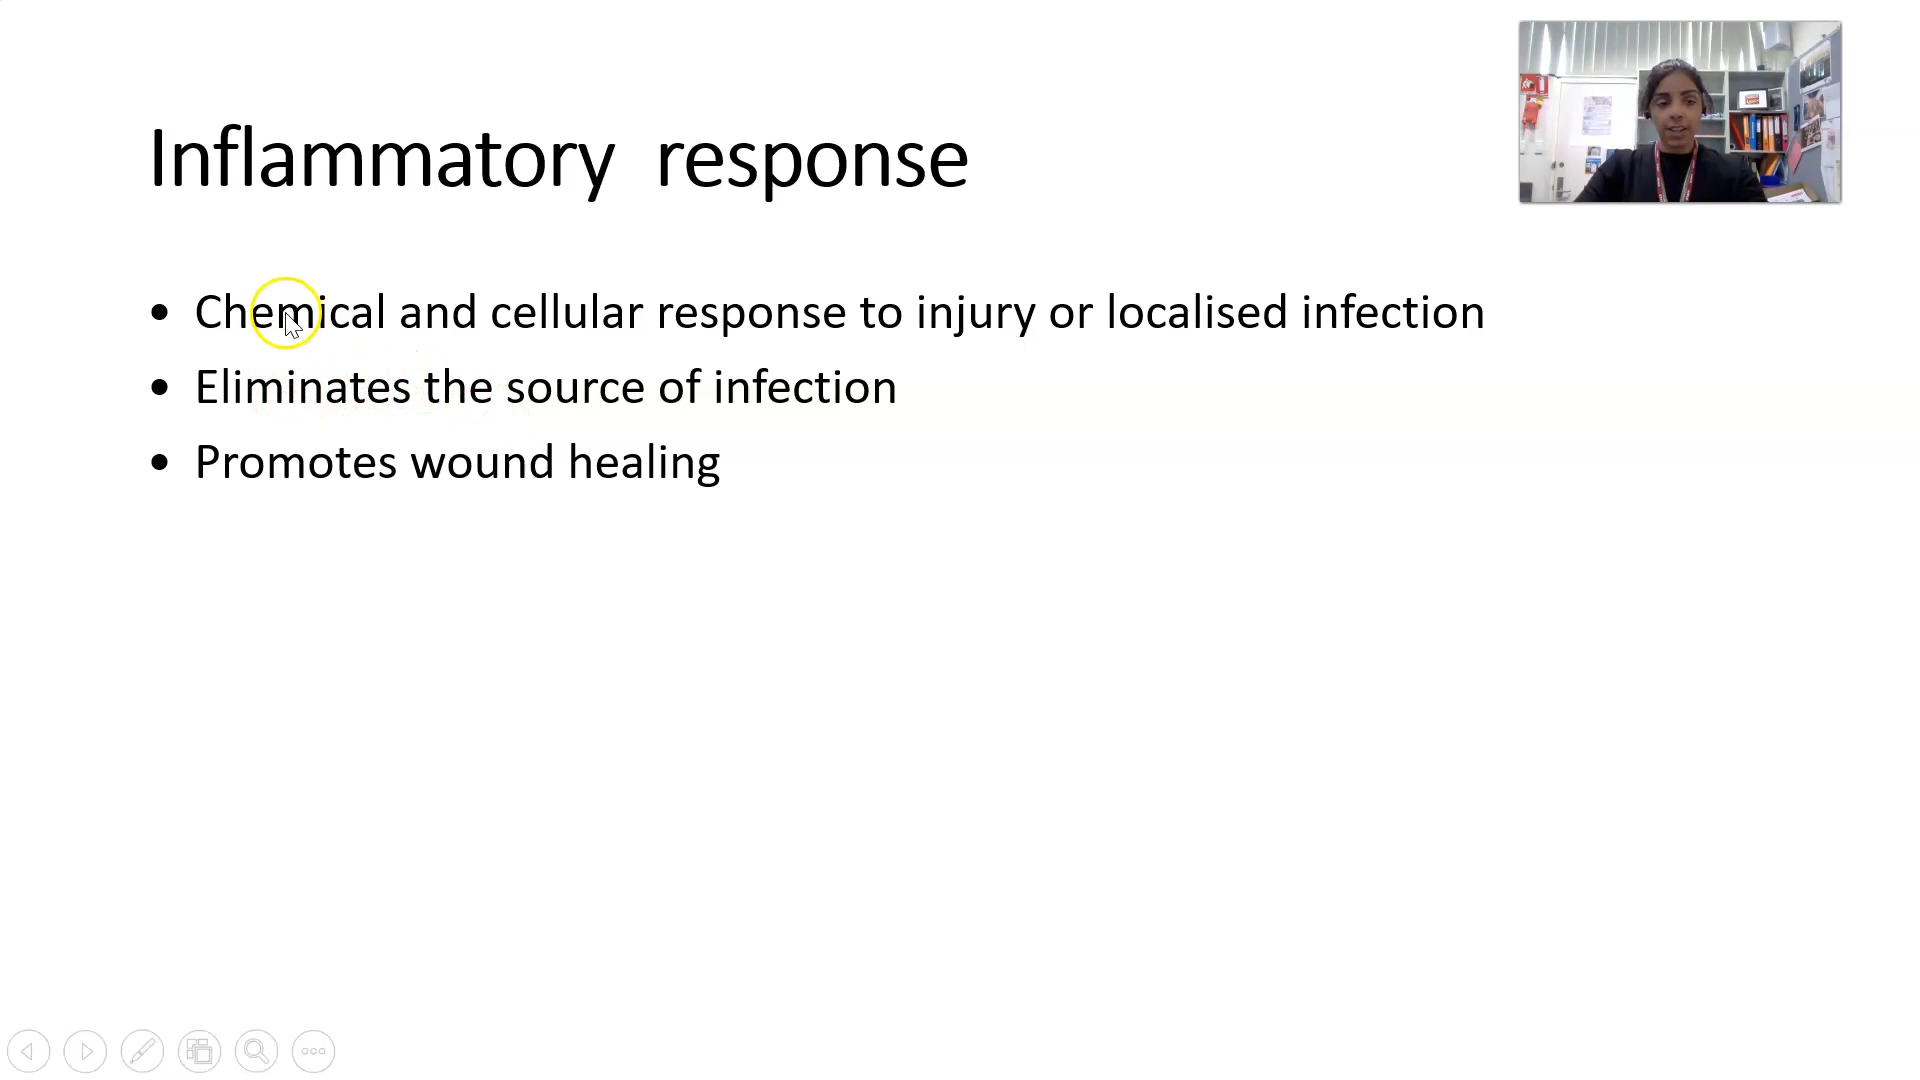 Inflammatory response
• Chemical and cellular response to injury or localised infection
• Eliminates the source of infection
• Promotes wound healing